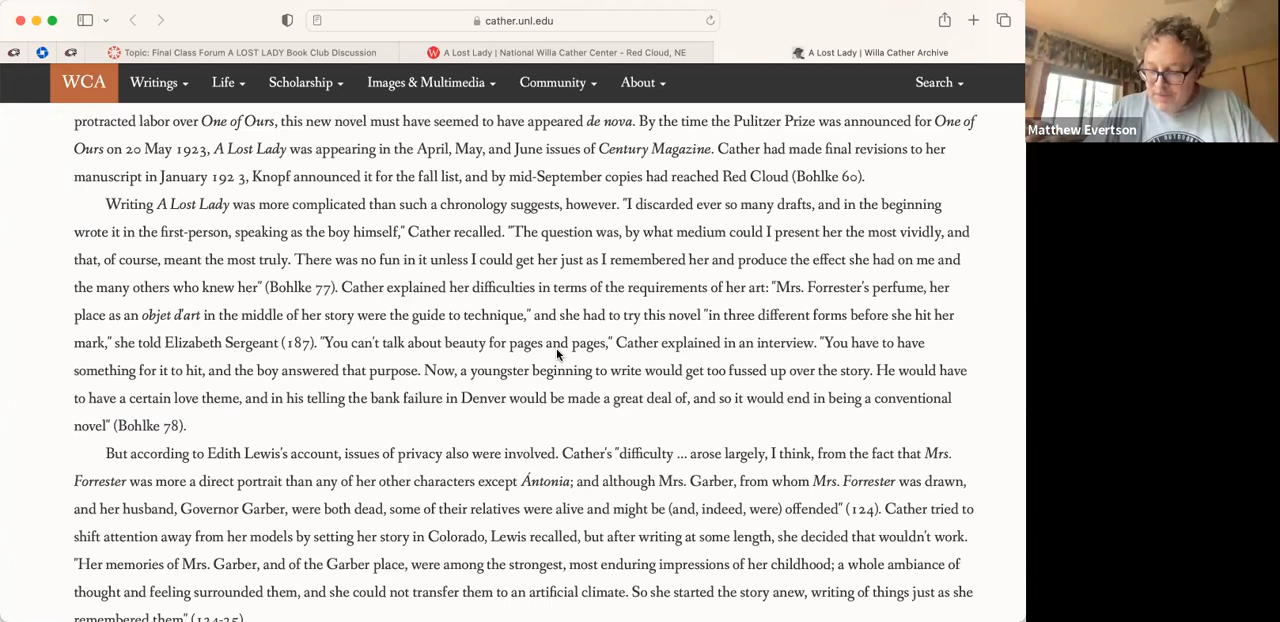 cather.unl.edu
Topic: Final Class Forum A LOST LADY Book Club Discussion
A Lost Lady | National Willa Cather Center - Red Cloud, NE
A Lost Lady | Willa Cather Archive
WCA Writings Life Scholarship Images & Multimedia Community About Search
protracted labor over One of Ours, this new novel must have seemed to have appeared de nova. By the time the Pulitzer Prize was announced for One of
Ours on 20 May 1923, A Lost Lady was appearing in the April, May, and June issues of Century Magazine. Cather had made final revisions to her
manuscript in January 192 3, Knopf announced it for the fall list, and by mid-September copies had reached Red Cloud (Bohlke 60).
Writing A Lost Lady was more complicated than such a chronology suggests, however. "I discarded ever so many drafts, and in the beginning
wrote it in the first-person, speaking as the boy himself," Cather recalled. "The question was, by what medium could I present her the most vividly, and
that, of course, meant the most truly. There was no fun in it unless I could get her just as I remembered her and produce the effect she had on me and
the many others who knew her" (Bohlke 77). Cather explained her difficulties in terms of the requirements of her art: "Mrs. Forrester's perfume, her
place as an objet d'art in the middle of her story were the guide to technique," and she had to try this novel "in three different forms before she hit her
mark," she told Elizabeth Sergeant (187). "You can't talk about beauty for pages and pages," Cather explained in an interview. "You have to have
something for it to hit, and the boy answered that purpose. Now, a youngster beginning to write would get too fussed up over the story. He would have
to have a certain love theme, and in his telling the bank failure in Denver would be made a great deal of, and so it would end in being a conventional
novel" (Bohlke 78).
But according to Edith Lewis's account, issues of privacy also were involved. Cather's "difficulty ... arose largely, I think, from the fact that Mrs.
Forrester was more a direct portrait than any of her other characters except Ántonia; and although Mrs. Garber, from whom Mrs. Forrester was drawn,
and her husband, Governor Garber, were both dead, some of their relatives were alive and might be (and, indeed, were) offended" (124). Cather tried to
shift attention away from her models by setting her story in Colorado, Lewis recalled, but after writing at some length, she decided that wouldn't work.
"Her memories of Mrs. Garber, and of the Garber place, were among the strongest, most enduring impressions of her childhood; a whole ambiance of
thought and feeling surrounded them, and she could not transfer them to an artificial climate. So she started the story anew, writing of things just as she
remembered them" (124-25).
Matthew Evertson